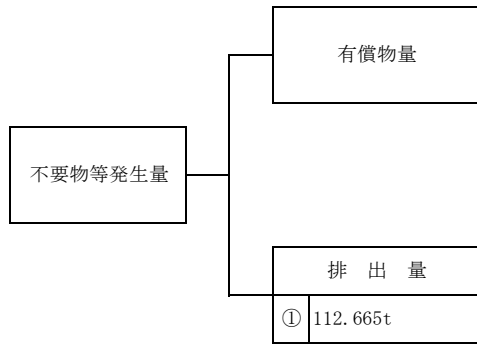 有償物量
不要物等発生量
排　出　量
① 112.665t